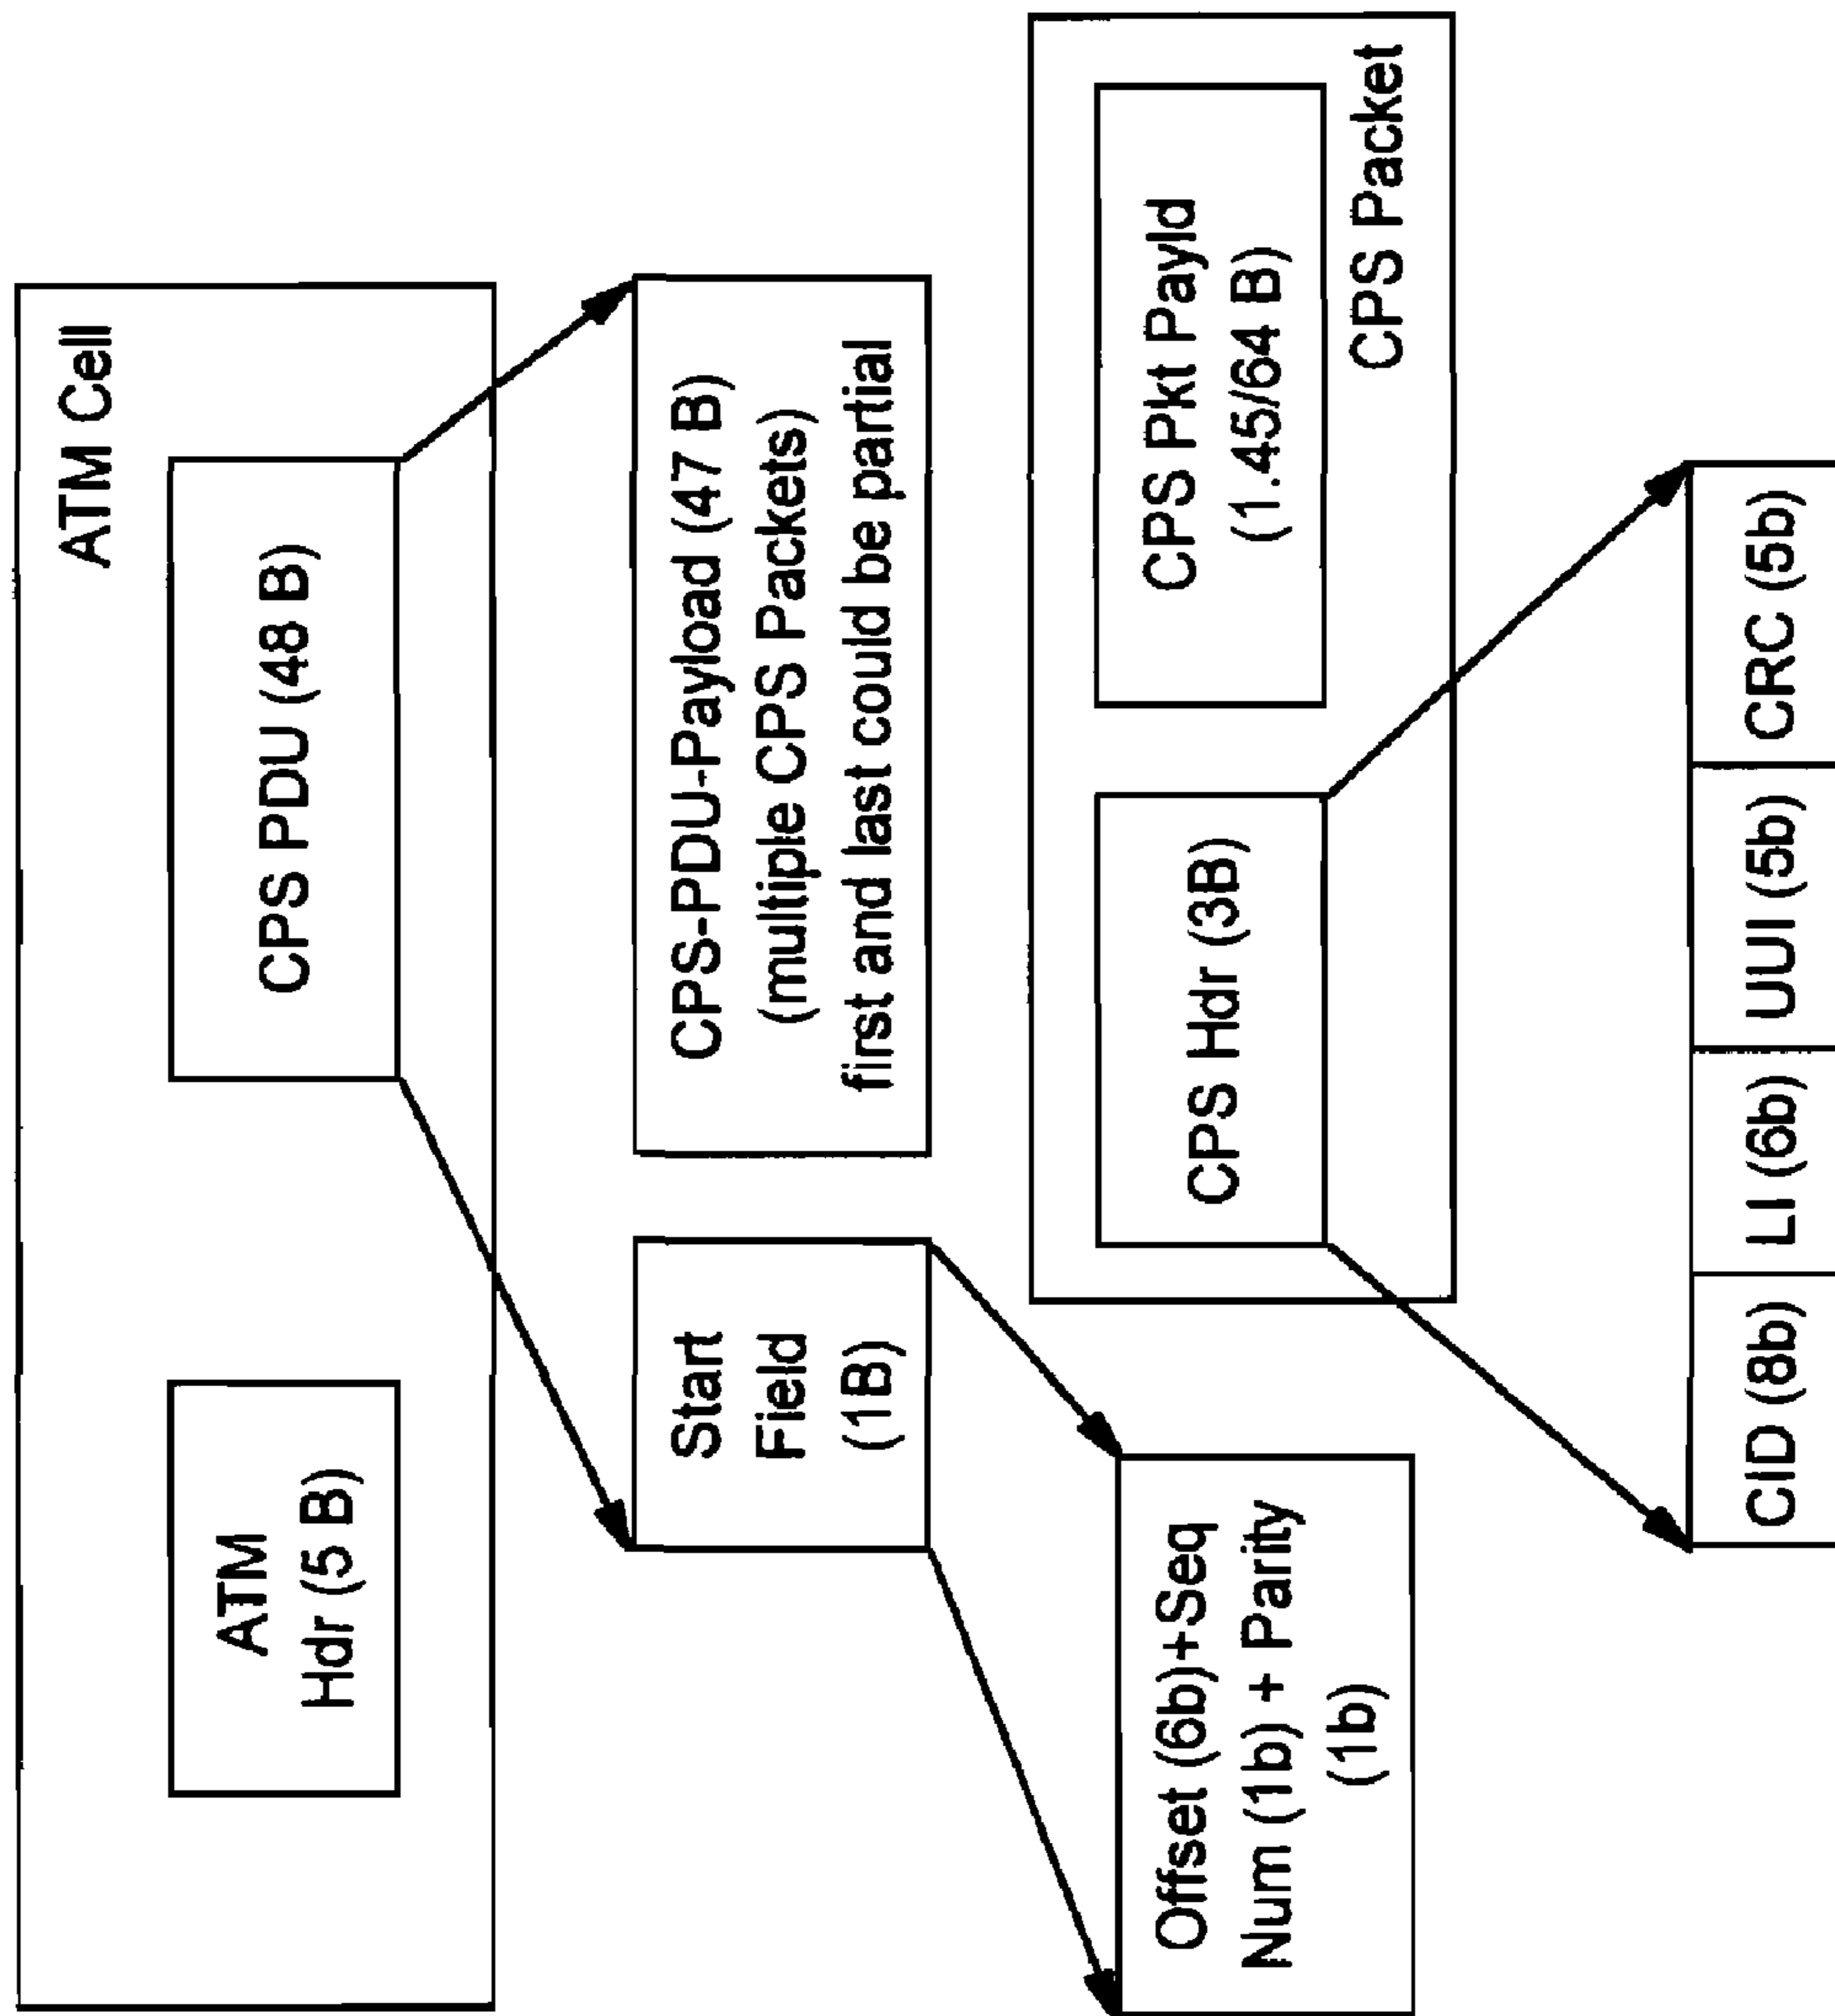 ATM Cell
ATM
Hdr (5 B)
CPS PDU (48 B)
Start
Field
(1B)
CPS-PDU-Payload (47 B)
(multiple CPS Packets)
first and last could be partial
Offset (6b)+Seq
Num (1b) + Parity
(1b)
CPS Hdr (3B)
CPS Pkt Payld
(1.45/64 B)
CPS Packet
CID (8b)
LI (6b)
UUI (5b)
CRC (5b)